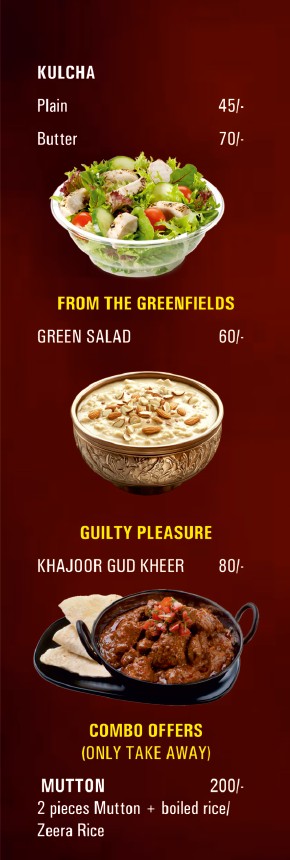 KULCHA
Plain 45/-
Butter 70/-
FROM THE GREENFIELDS
GREEN SALAD 60/-
GUILTY PLEASURE
KHAJOOR GUD KHEER 80/-
COMBO OFFERS
(ONLY TAKE AWAY)
MUTTON 200/-
2 pieces Mutton + boiled rice/
Zeera Rice